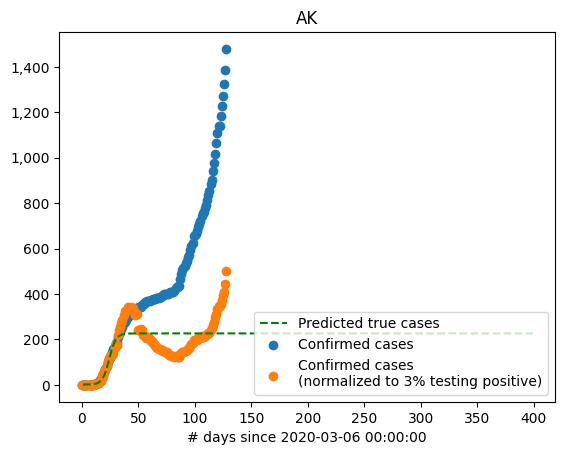 AK
1,400
1,200
1,000
800
600
400
200
0
Predicted true cases
Confirmed cases
Confirmed cases
(normalized to 3% testing positive)
0 50 100 150 200 250 300 350 400
# days since 2020-03-06 00:00:00